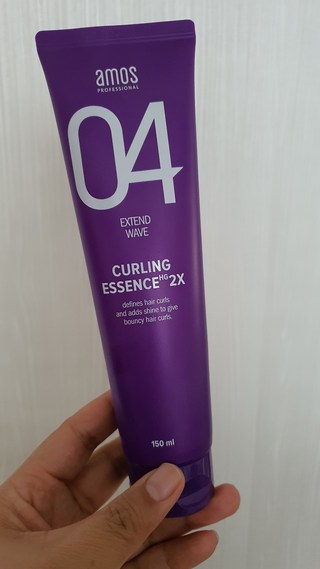 amos
PROFESSIONAL
04
EXTEND
WAVE
CURLING
ESSENCE HG 2X
defines hair curls
and adds shine to give
bouncy hair curls.
150 ml